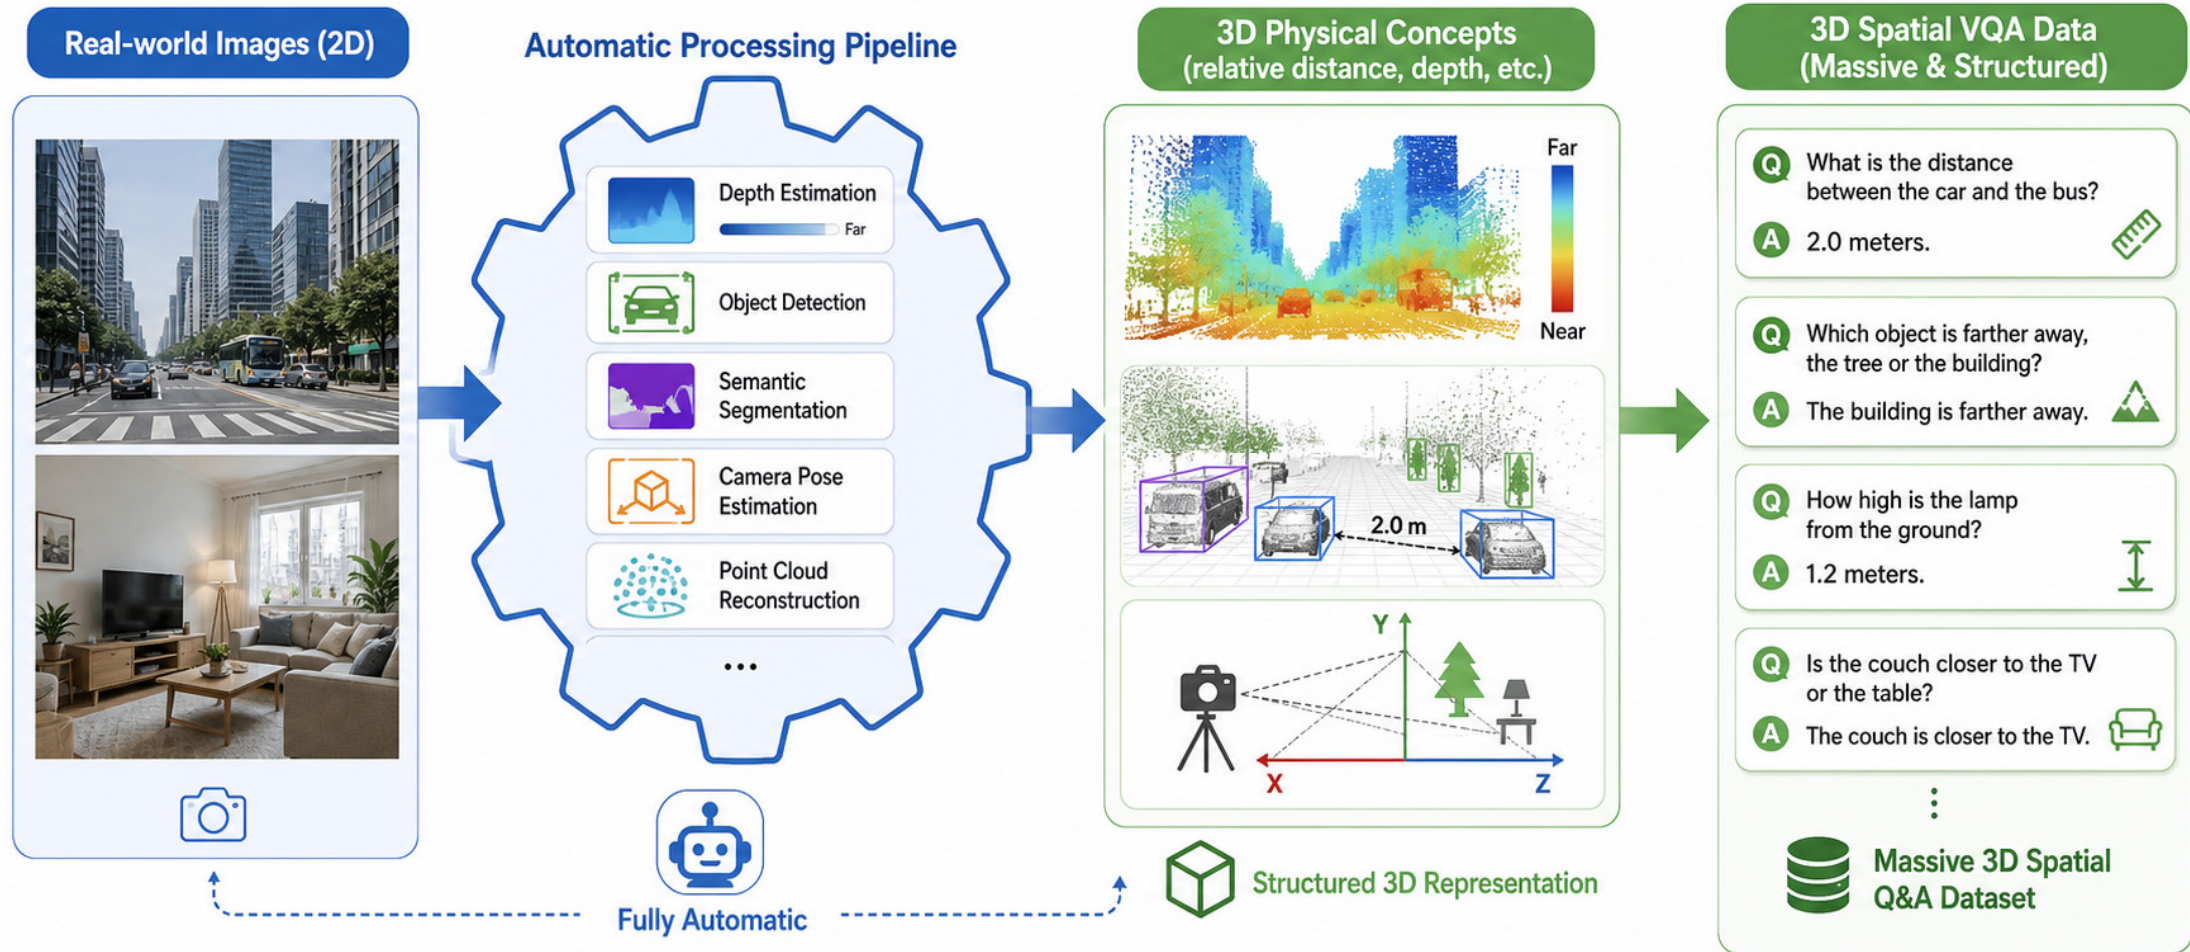 Real-world Images (2D)
Automatic Processing Pipeline
Depth Estimation
Far
Object Detection
Semantic
Segmentation
Camera Pose
Estimation
Point Cloud
Reconstruction
...
Fully Automatic
3D Physical Concepts
(relative distance, depth, etc.)
Far
Near
2.0 m
Y
X
Z
Structured 3D Representation
3D Spatial VQA Data
(Massive & Structured)
Q What is the distance
between the car and the bus?
A 2.0 meters.
Q Which object is farther away,
the tree or the building?
A The building is farther away.
Q How high is the lamp
from the ground?
A 1.2 meters.
Q Is the couch closer to the TV
or the table?
A The couch is closer to the TV.
⋮
Massive 3D Spatial
Q&A Dataset